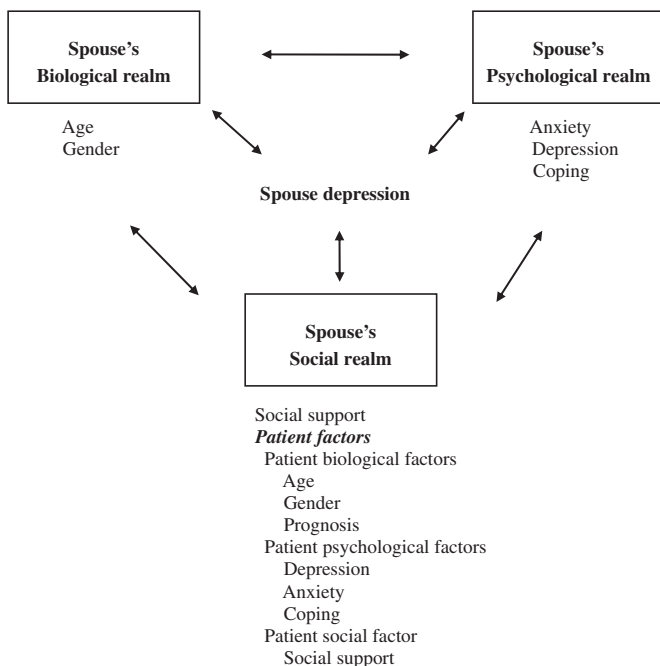 Spouse's
Biological realm
Spouse's
Psychological realm
Age
Gender
Anxiety
Depression
Coping
Spouse depression
Spouse's
Social realm
Social support
Patient factors
Patient biological factors
Age
Gender
Prognosis
Patient psychological factors
Depression
Anxiety
Coping
Patient social factor
Social support